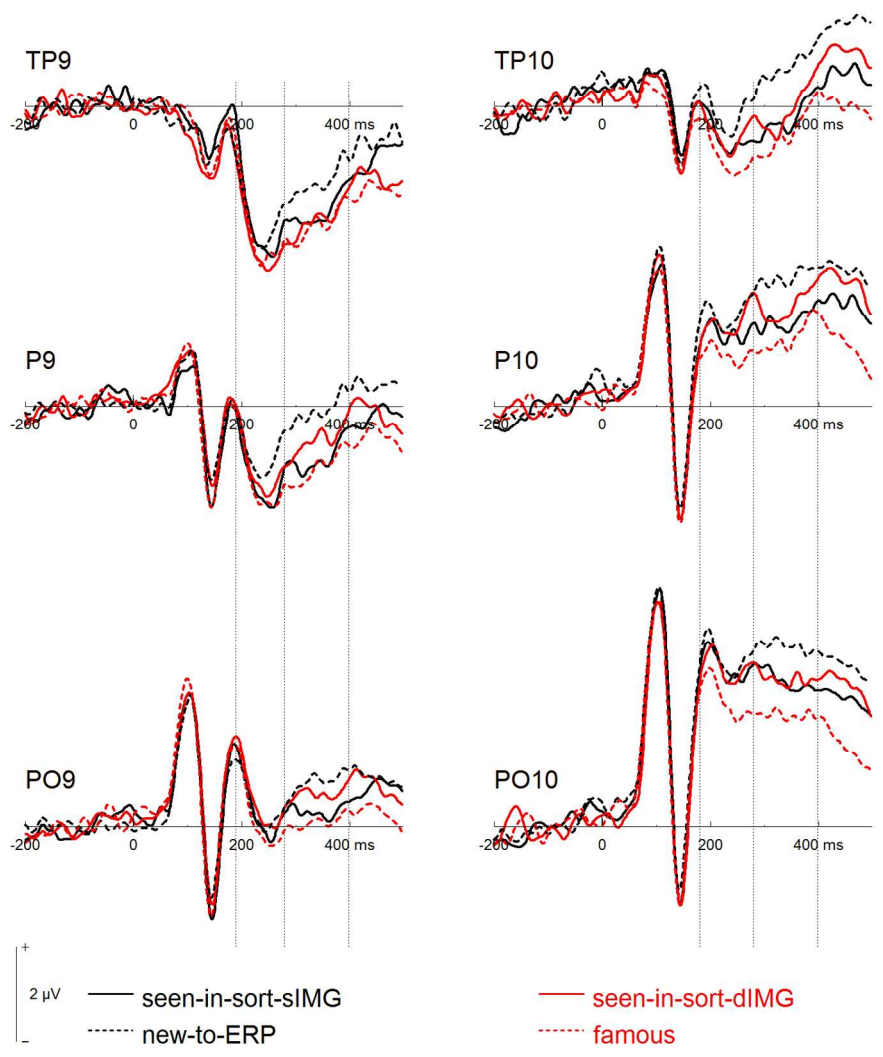 TP9
TP10
-200 0 200 400 ms
-200 0 200 400 ms
P9
P10
-200 0 200 400 ms
-200 0 200 400 ms
PO9
PO10
-200 0 200 400 ms
-200 0 200 400 ms
+
2 µV
−
seen-in-sort-sIMG
seen-in-sort-dIMG
new-to-ERP
famous